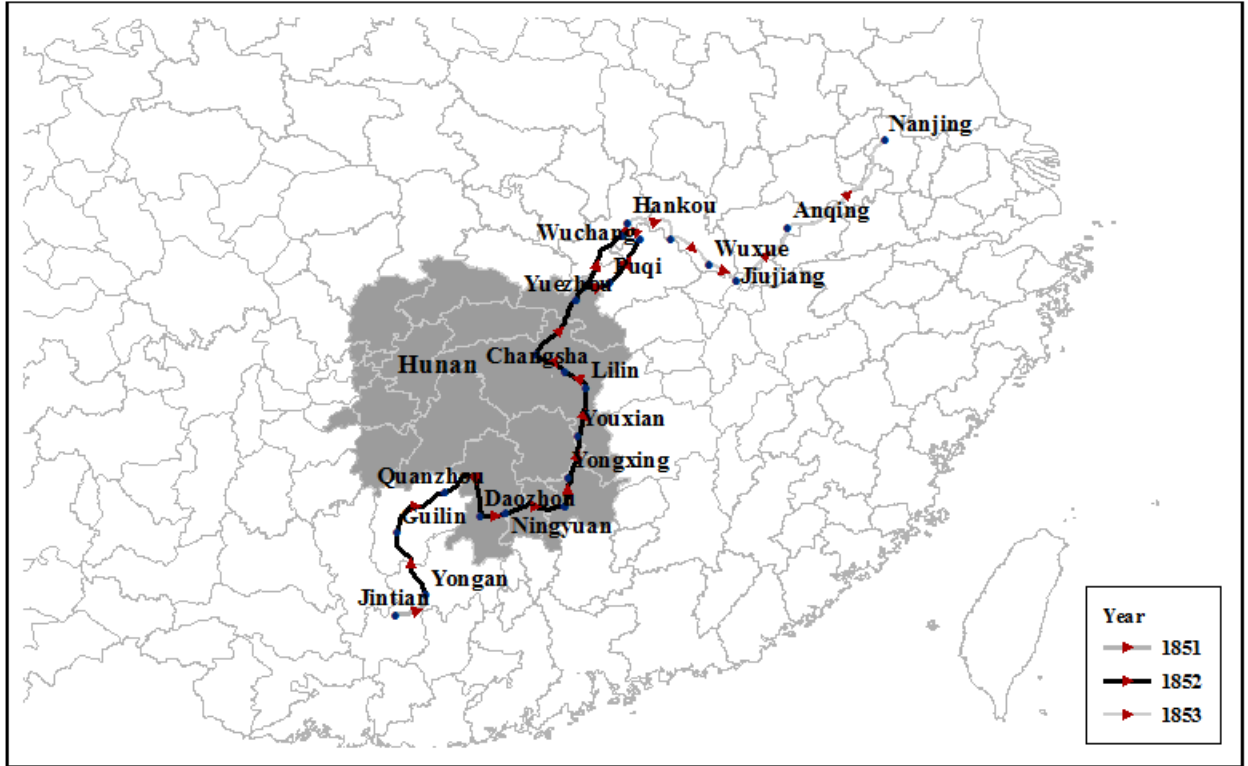 Nanjing
Hankou
Anqing
Wuchang
Wuxue
Puqi
Jiujiang
Yuezhou
Changsha
Hunan
Lilin
Youxian
Yongxing
Quanzhou
Daozhou
Guilin
Ningyuan
Yongan
Jintian
Year
1851
1852
1853